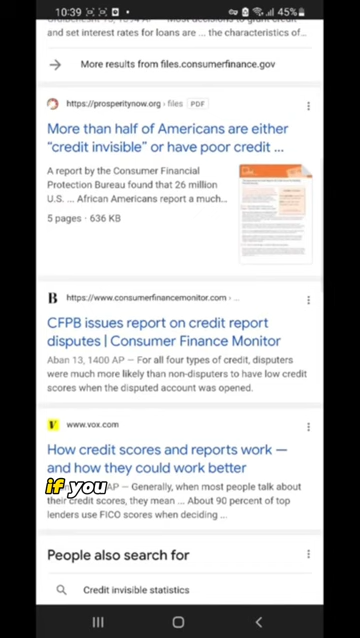 10:39
45%
and set interest rates for loans are ... the characteristics of...
More results from files.consumerfinance.gov
https://prosperitynow.org › files PDF
More than half of Americans are either
“credit invisible” or have poor credit ...
A report by the Consumer Financial
Protection Bureau found that 26 million
U.S. ... African Americans report a much...
5 pages · 636 KB
B https://www.consumerfinancemonitor.com › ...
CFPB issues report on credit report
disputes | Consumer Finance Monitor
Aban 13, 1400 AP — For all four types of credit, disputers
were much more likely than non-disputers to have low credit
scores when the disputed account was opened.
www.vox.com
How credit scores and reports work —
and how they could work better
if you
AP — Generally, when most people talk about
their credit scores, they mean ... About 90 percent of top
lenders use FICO scores when deciding ...
People also search for
Credit invisible statistics